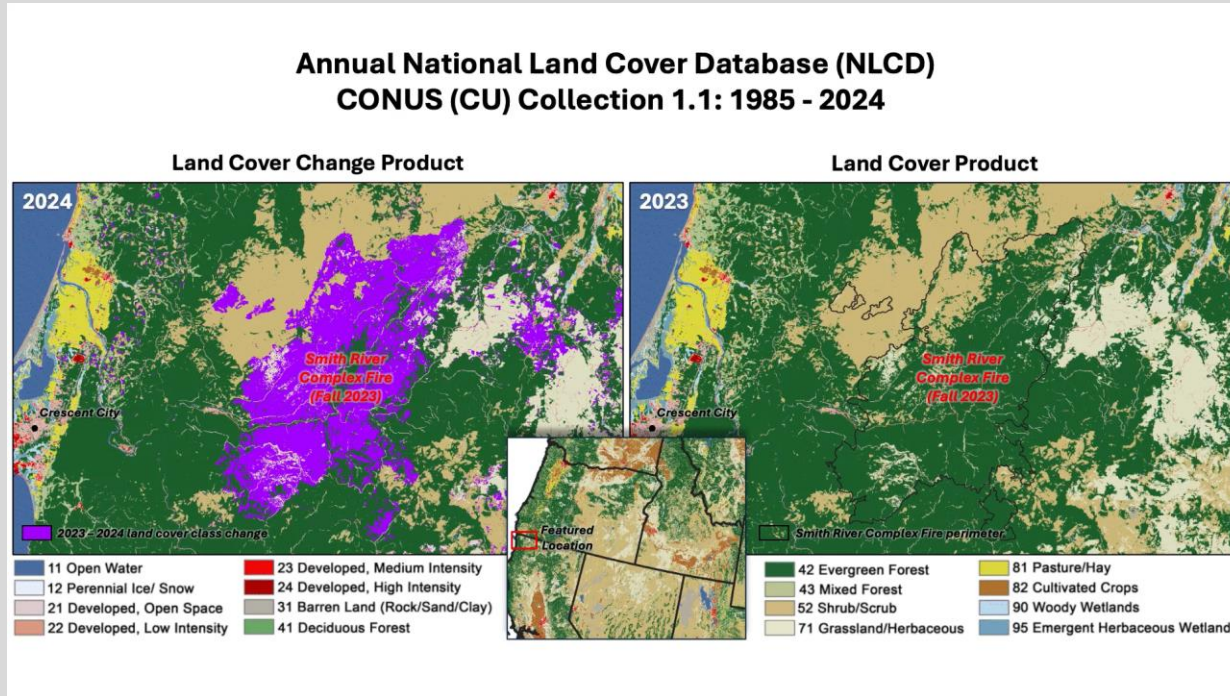 Annual National Land Cover Database (NLCD)
CONUS (CU) Collection 1.1: 1985 - 2024
Land Cover Change Product
2024
Smith River
Complex Fire
(Fall 2023)
Crescent City
2023 - 2024 land cover class change
Land Cover Product
2023
Smith River
Complex Fire
(Fall 2023)
Crescent City
Smith River Complex Fire perimeter
Featured
Location
11 Open Water
12 Perennial Ice/ Snow
21 Developed, Open Space
22 Developed, Low Intensity
23 Developed, Medium Intensity
24 Developed, High Intensity
31 Barren Land (Rock/Sand/Clay)
41 Deciduous Forest
42 Evergreen Forest
43 Mixed Forest
52 Shrub/Scrub
71 Grassland/Herbaceous
81 Pasture/Hay
82 Cultivated Crops
90 Woody Wetlands
95 Emergent Herbaceous Wetland